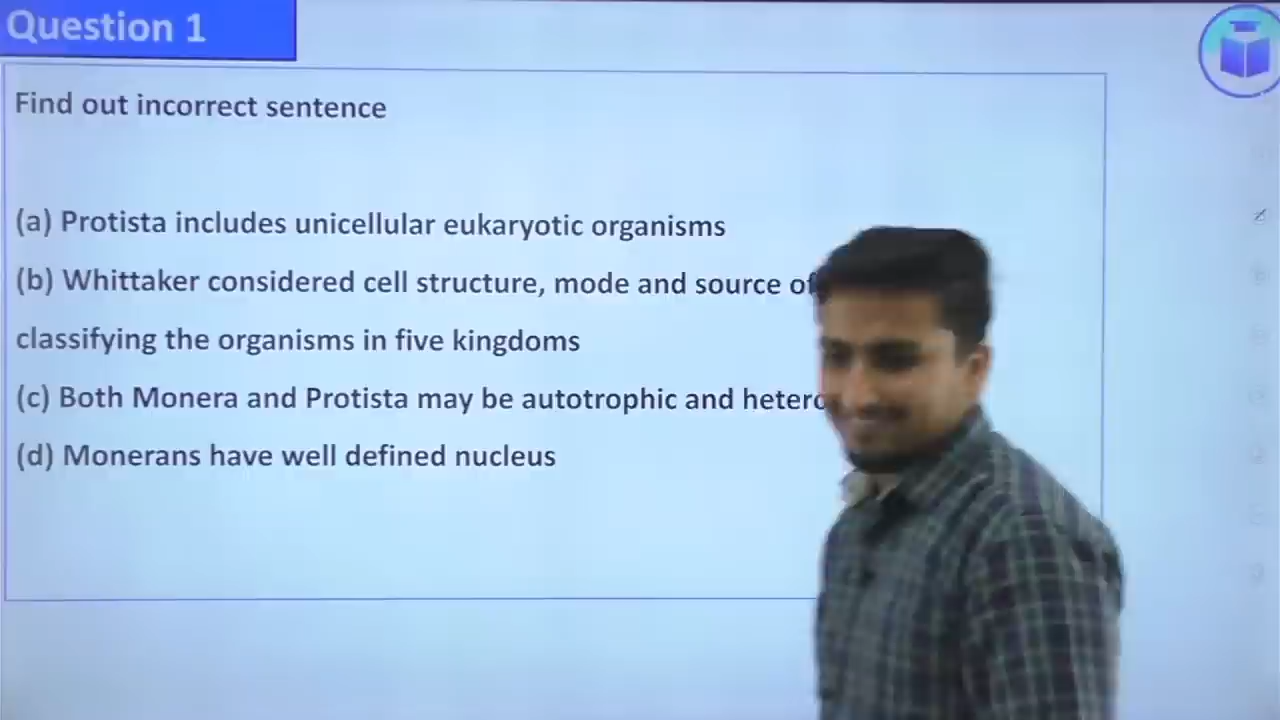 Question 1
Find out incorrect sentence
(a) Protista includes unicellular eukaryotic organisms
(b) Whittaker considered cell structure, mode and source of
classifying the organisms in five kingdoms
(c) Both Monera and Protista may be autotrophic and
(d) Monerans have well defined nucleus